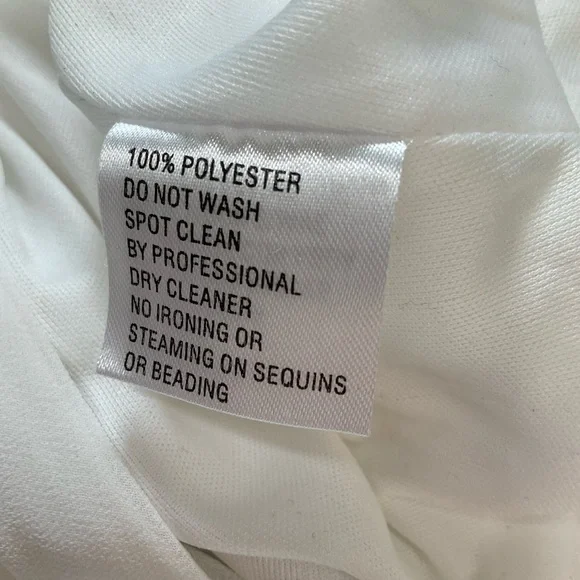 100% POLYESTER
DO NOT WASH
SPOT CLEAN
BY PROFESSIONAL
DRY CLEANER
NO IRONING OR
STEAMING ON SEQUINS
OR BEADING